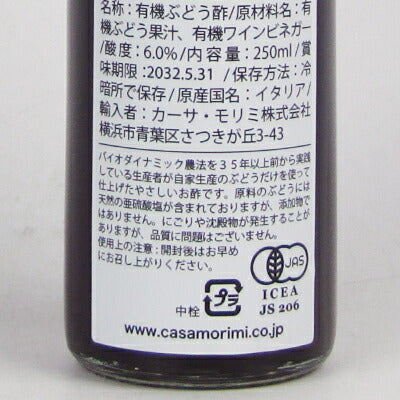 名称：有機ぶどう酢/原材料名：有
機ぶどう果汁、有機ワインビネガー
/酸度：6.0%/内容量：250ml/賞
味期限：2032.5.31 /保存方法：冷
暗所で保存/原産国名：イタリア/
輸入者：カーサ・モリミ株式会社
横浜市青葉区さつきが丘3-43
バイオダイナミック農法を３５年以上前から実践
している生産者が自家生産のぶどうだけを使って
仕上げたやさしいお酢です。原料のぶどうには
天然の亜硫酸塩が含まれておりますが、添加物で
はありません。にごりや沈殿物が発生することが
ありますが、品質に問題はございません。
使用上の注意：開封後はお早め
にお召し上がりください。
JAS
中栓
プラ
ICEA
JS 206
www.casamorimi.co.jp